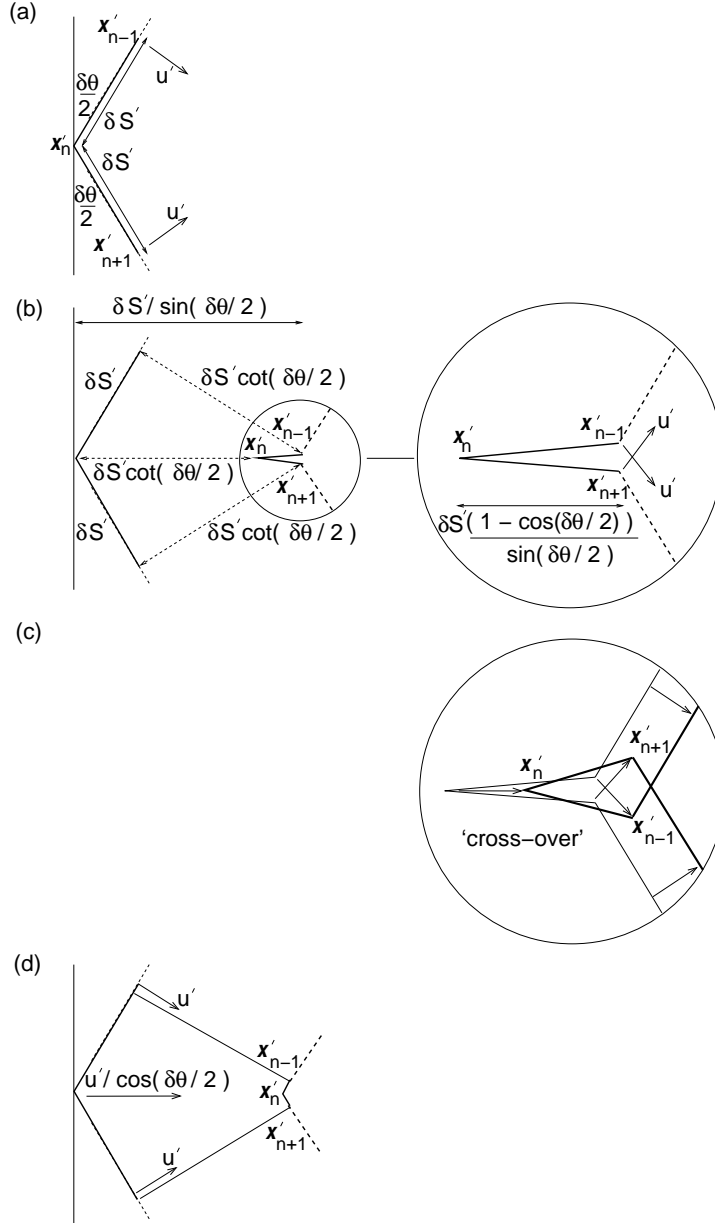 (a)
x′n−1
u′
δθ/2
δS′
x′n
δS′
δθ/2
u′
x′n+1
(b)
δS′/ sin( δθ/ 2 )
δS′
δS′cot( δθ/ 2 )
x′n−1
x′n
δS′cot( δθ/ 2 )
x′n+1
δS′
δS′cot( δθ/ 2 )
x′n
x′n−1
u′
x′n+1
u′
δS′( 1 − cos(δθ/ 2 ) )
sin( δθ/ 2 )
(c)
x′n+1
x′n
x′n−1
‘cross−over’
(d)
u′
x′n−1
u′/ cos( δθ/ 2 )
x′n
x′n+1
u′